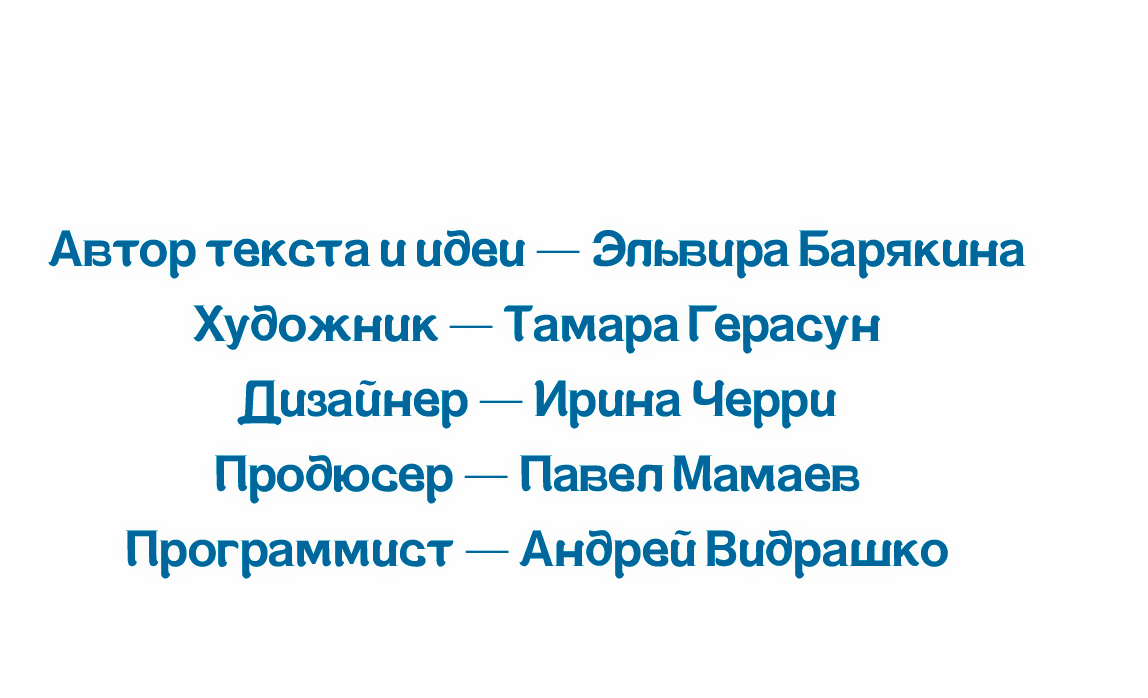 Автор текста и идеи — Эльвира Барякина
Художник — Тамара Герасун
Дизайнер — Ирина Черри
Продюсер — Павел Мамаев
Программист — Андрей Видрашко